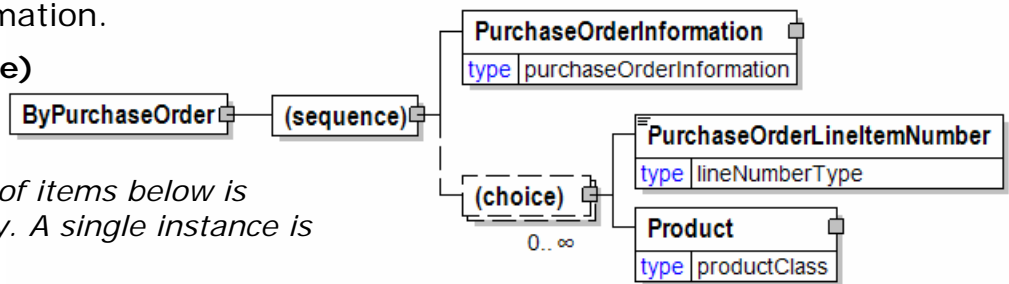 mation.
e)
PurchaseOrderInformation
type purchaseOrderInformation
ByPurchaseOrder
(sequence)
PurchaseOrderLineItemNumber
type lineNumberType
of items below is
y. A single instance is
(choice)
0.. ∞
Product
type productClass